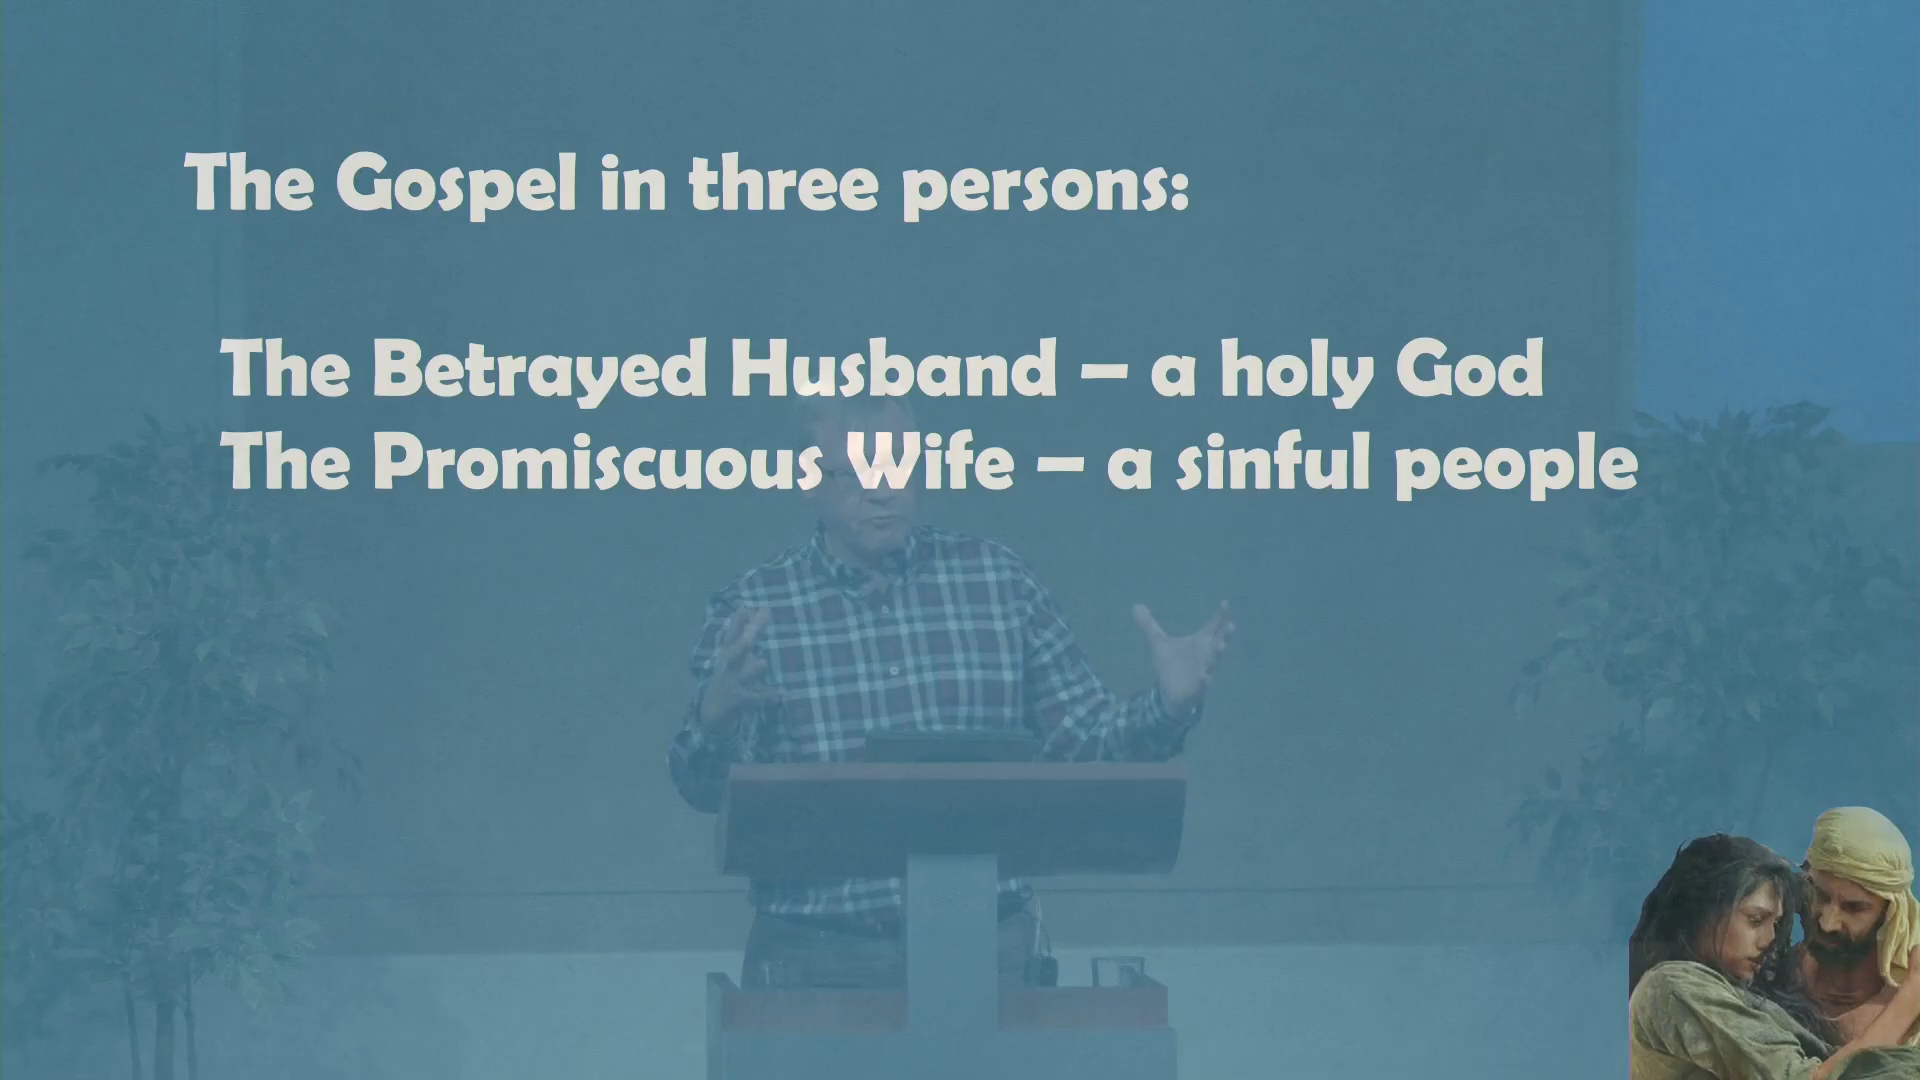 The Gospel in three persons:
The Betrayed Husband – a holy God
The Promiscuous Wife – a sinful people